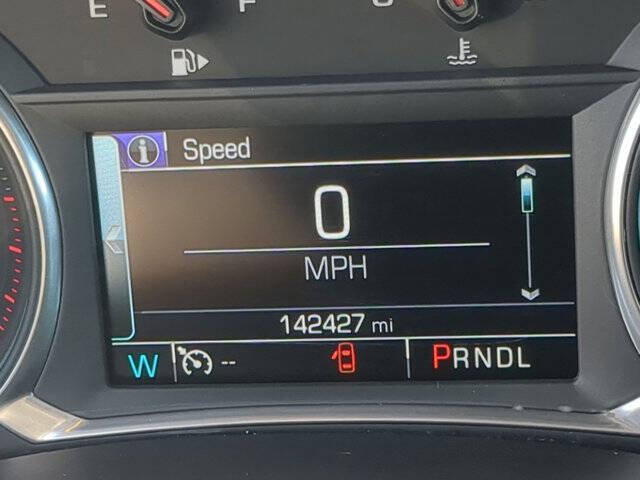 E F C
Speed
0
MPH
142427 mi
W -- PRNDL